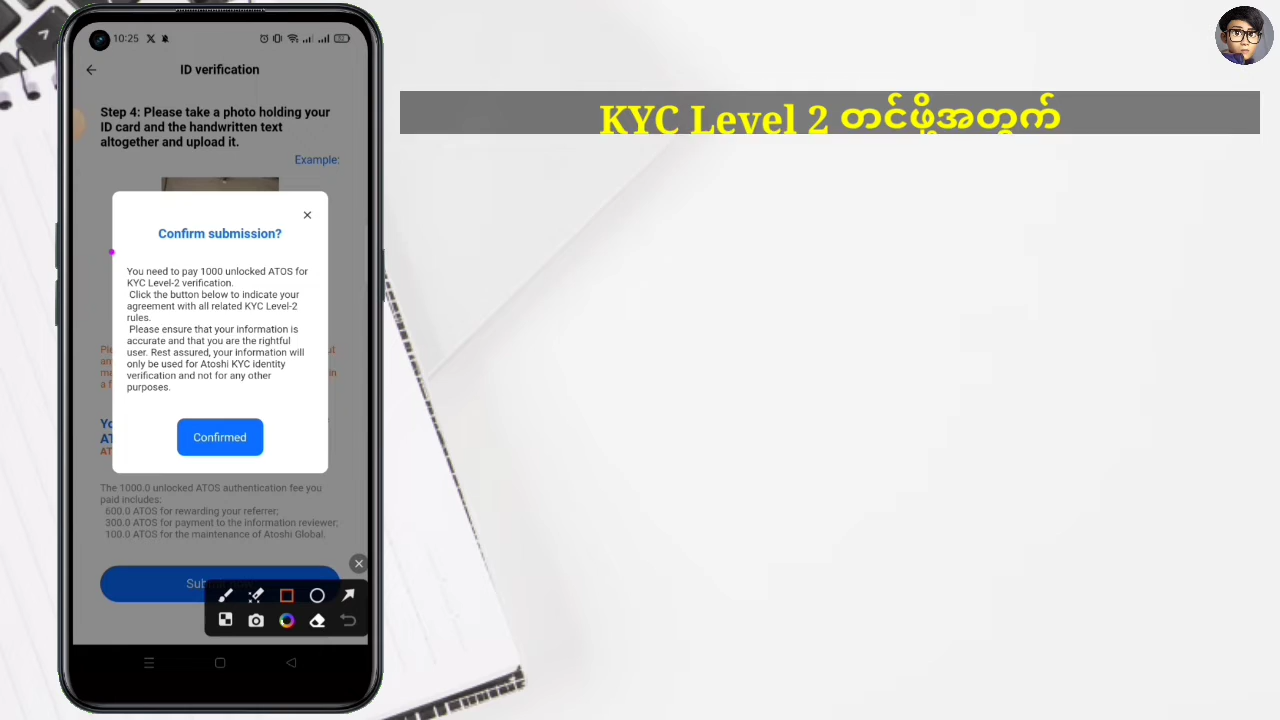 10:25
ID verification
Step 4: Please take a photo holding your
ID card and the handwritten text
altogether and upload it.
Example:
Confirm submission?
You need to pay 1000 unlocked ATOS for
KYC Level-2 verification.
Click the button below to indicate your
agreement with all related KYC Level-2
rules.
Please ensure that your information is
accurate and that you are the rightful
user. Rest assured, your information will
only be used for Atoshi KYC identity
verification and not for any other
purposes.
Confirmed
The 1000.0 unlocked ATOS authentication fee you
paid includes:
600.0 ATOS for rewarding your referrer;
300.0 ATOS for payment to the information reviewer;
100.0 ATOS for the maintenance of Atoshi Global.
KYC Level 2 တင်ဖို့အတွက်